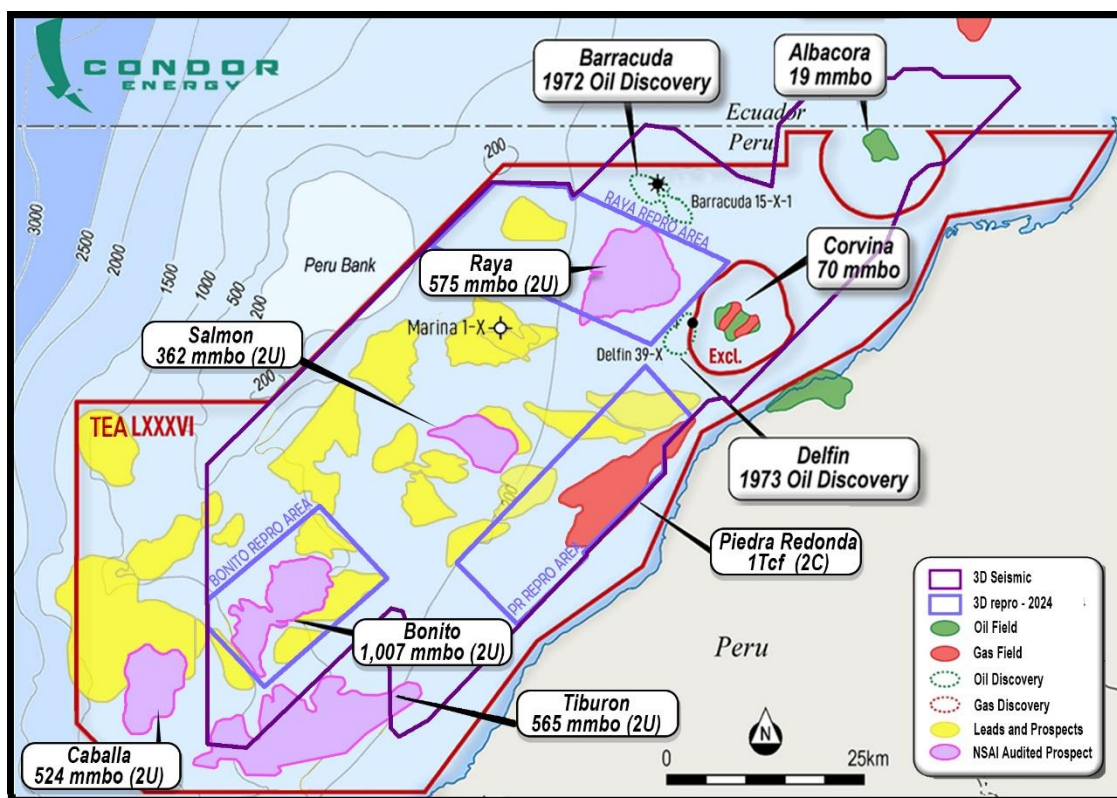 CONDOR
ENERGY
Barracuda
1972 Oil Discovery
Albacora
19 mmbo
Ecuador
Peru
200
3000
2500
2000
1500
1000
500
200
Barracuda 15-X-1
RAYA REPRO AREA
Peru Bank
Raya
575 mmbo (2U)
Corvina
70 mmbo
Marina 1-X
Salmon
362 mmbo (2U)
Delfin 39-X
Excl.
200
TEA LXXXVI
Delfin
1973 Oil Discovery
200
BONITO REPRO AREA
Piedra Redonda
1Tcf (2C)
PR REPRO AREA
Bonito
1,007 mmbo (2U)
Peru
Tiburon
565 mmbo (2U)
Caballa
524 mmbo (2U)
N
0
25km
3D Seismic
3D repro - 2024
Oil Field
Gas Field
Oil Discovery
Gas Discovery
Leads and Prospects
NSAI Audited Prospect